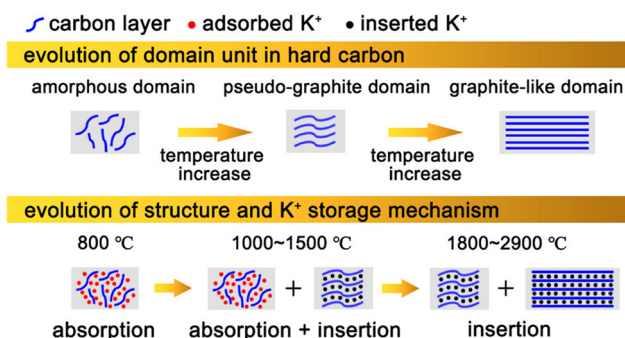 carbon layer adsorbed K⁺ inserted K⁺
evolution of domain unit in hard carbon
amorphous domain pseudo-graphite domain graphite-like domain
temperature increase temperature increase
evolution of structure and K⁺ storage mechanism
800 ℃ 1000~1500 ℃ 1800~2900 ℃
+ +
absorption absorption + insertion insertion